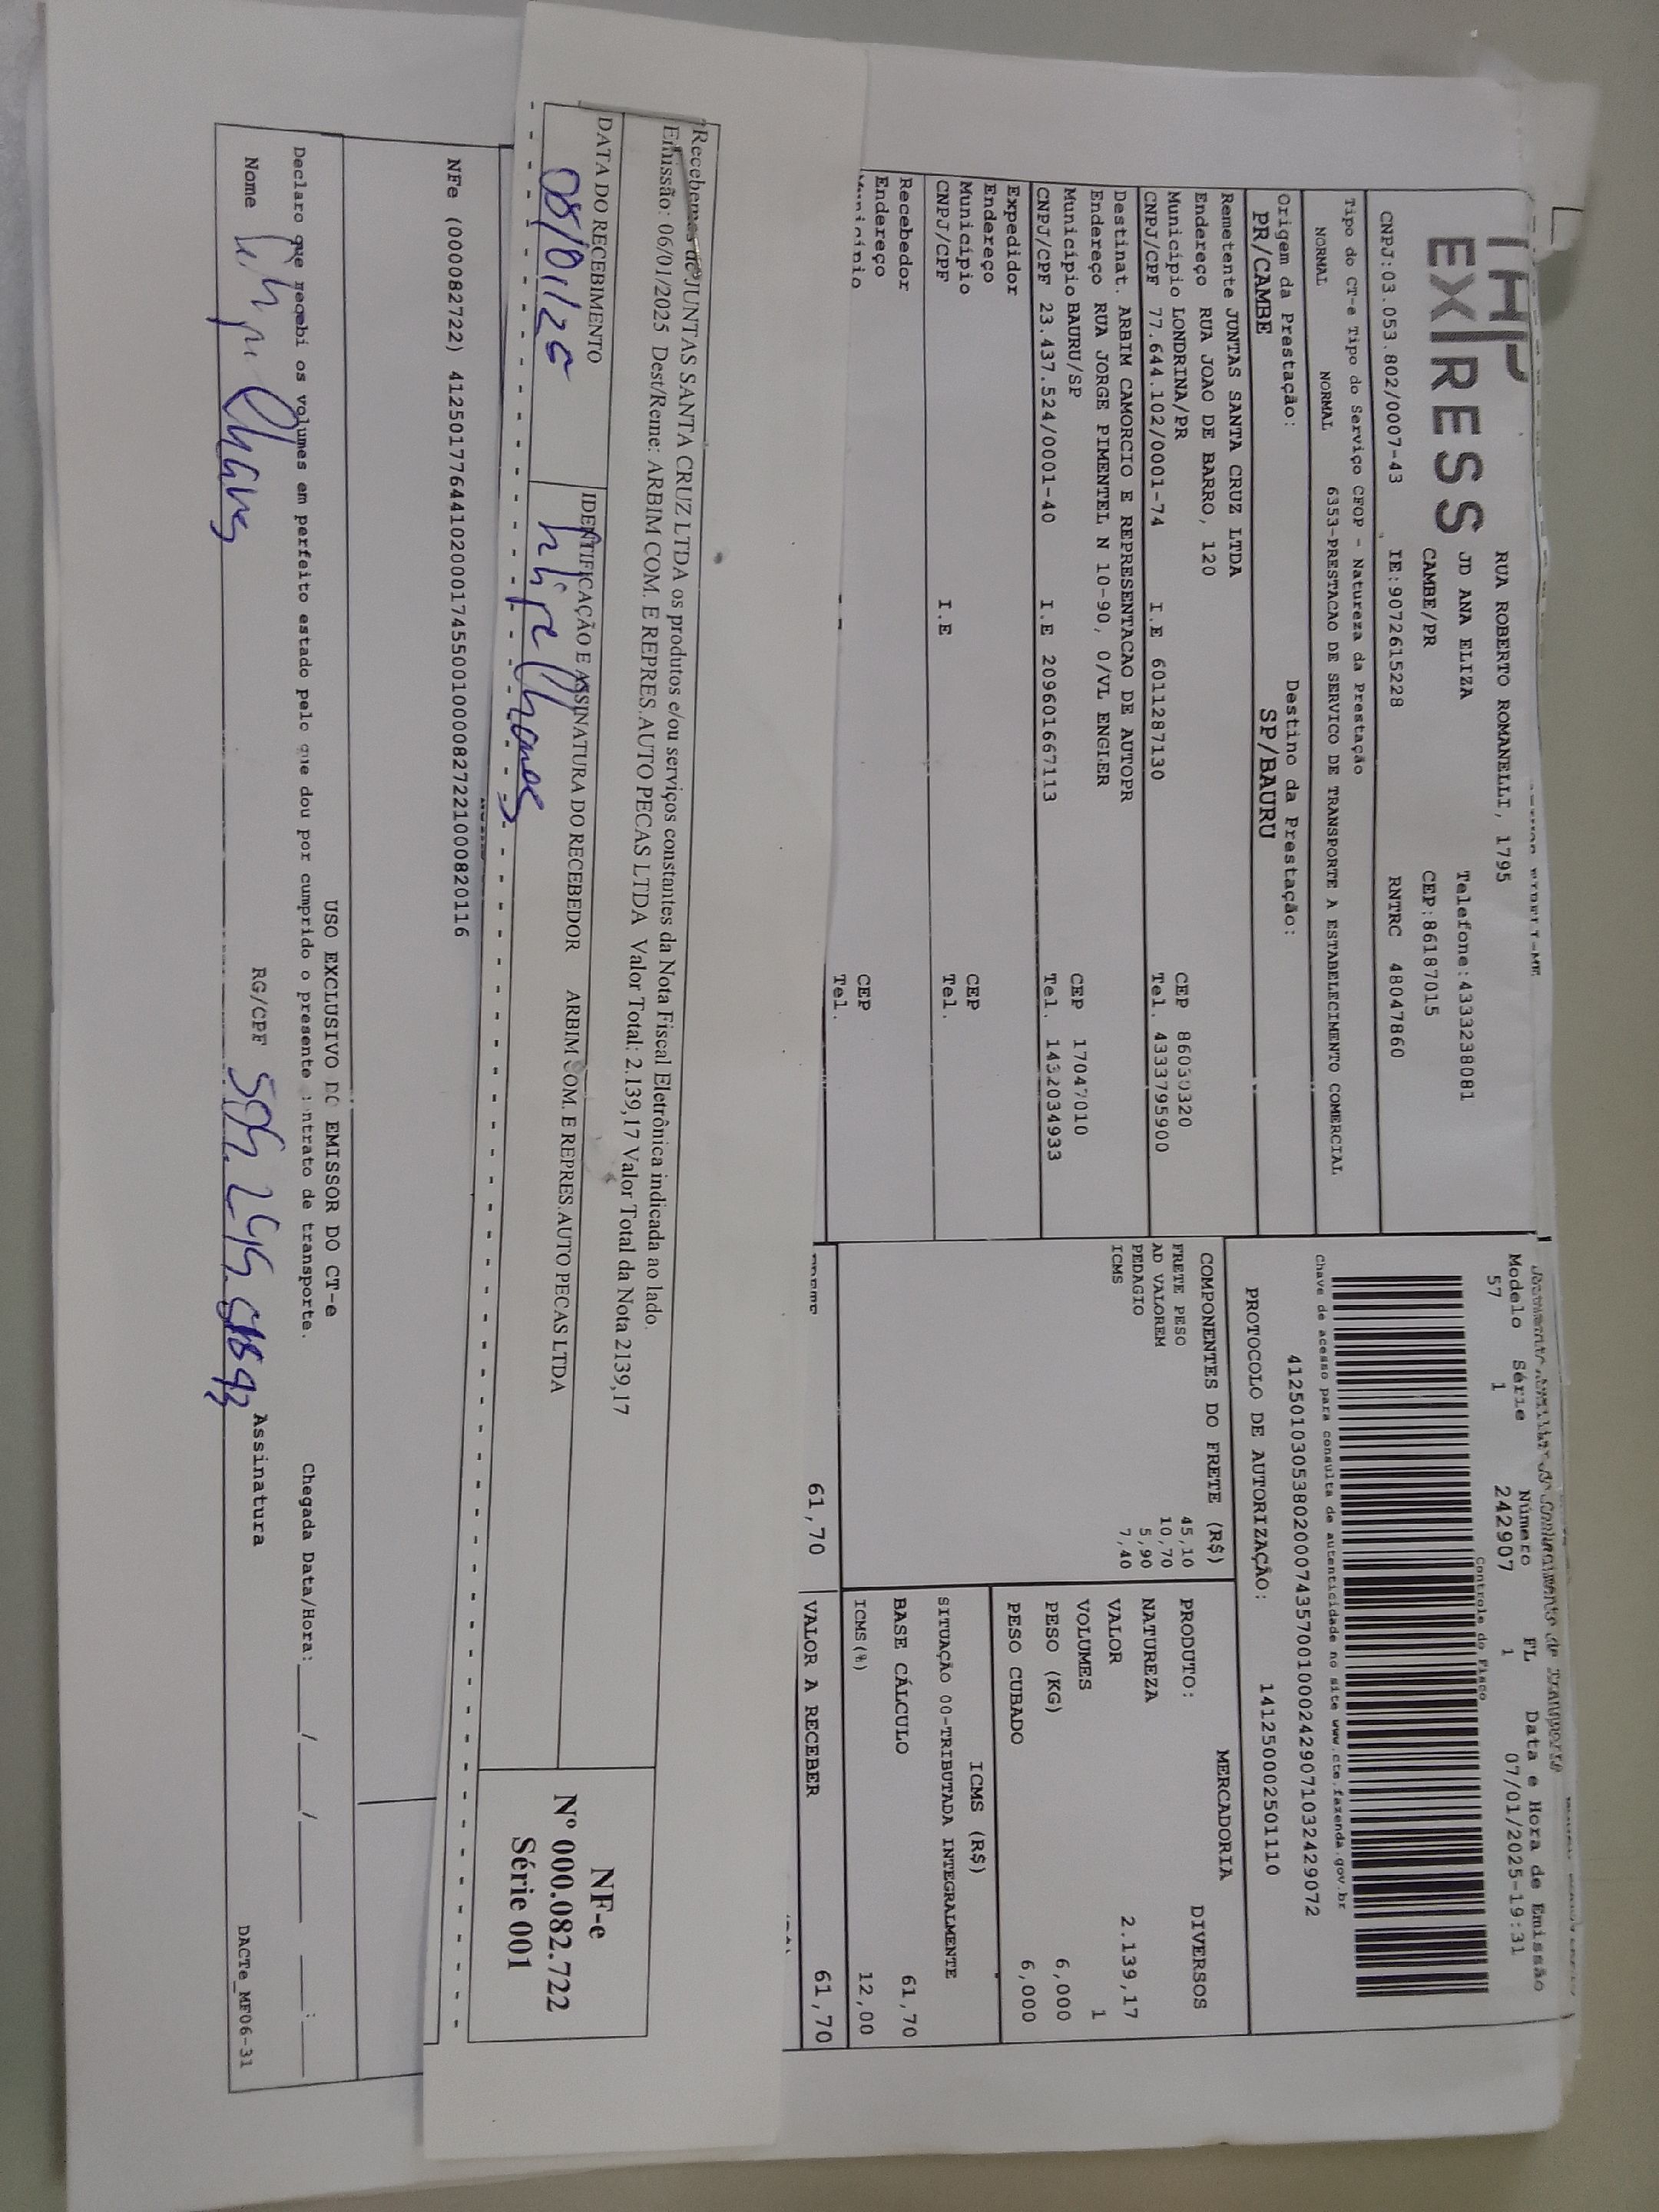 EXPRESS
RUA ROBERTO ROMANELLI, 1795
JD ANA ELIZA
Telefone:4333238081
CAMBE/PR
CEP:86187015
CNPJ:03.053.802/0007-43 IE:9072615228 RNTRC 48047860
Tipo do CT-e Tipo do Serviço CFOP - Natureza da Prestação
NORMAL NORMAL 6353-PRESTACAO DE SERVICO DE TRANSPORTE A ESTABELECIMENTO COMERCIAL
Origem da Prestação: Destino da Prestação:
PR/CAMBE SP/BAURU
Remetente JUNTAS SANTA CRUZ LTDA
Endereço RUA JOAO DE BARRO, 120
Município LONDRINA/PR CEP
CNPJ/CPF 77.644.102/0001-74 I.E 6011287130 Tel. 4333795900
Destinat. ARBIM CAMORCIO E REPRESENTACAO DE AUTOPR
Endereço RUA JORGE PIMENTEL N 10-90, 0/VL ENGLER
Município BAURU/SP CEP 17047010
CNPJ/CPF 23.437.524/0001-40 I.E 209601667113 Tel. 1432034933
Expedidor
Endereço
Município CEP
CNPJ/CPF I.E Tel.
Recebedor
Endereço
Município CEP
Tel.
Documento Auxiliar do Conhecimento de Transporte
Modelo Série Número FL Data e Hora de Emissão
57 1 242907 1 07/01/2025-19:31
Controle do Fisco
Chave de acesso para consulta de autenticidade no site www.cte.fazenda.gov.br
41250103053802000743570010002429071032429072
PROTOCOLO DE AUTORIZAÇÃO: 141250002501110
COMPONENTES DO FRETE (R$)
FRETE PESO 45,10
AD VALOREM 10,70
PEDAGIO 5,90
ICMS 7,40
61,70
MERCADORIA
PRODUTO: DIVERSOS
NATUREZA
VALOR 2.139,17
VOLUMES 1
PESO (KG) 6,000
PESO CUBADO 6,000
ICMS (R$)
SITUAÇÃO 00-TRIBUTADA INTEGRALMENTE
BASE CÁLCULO 61,70
ICMS(%) 12,00
VALOR A RECEBER 61,70
Recebemos de JUNTAS SANTA CRUZ LTDA os produtos e/ou serviços constantes da Nota Fiscal Eletrônica indicada ao lado.
Emissão: 06/01/2025 Dest/Reme: ARBIM COM. E REPRES.AUTO PECAS LTDA Valor Total: 2.139,17 Valor Total da Nota 2139,17
DATA DO RECEBIMENTO IDENTIFICAÇÃO E ASSINATURA DO RECEBEDOR ARBIM COM. E REPRES.AUTO PECAS LTDA
08/01/25
NF-e
Nº 000.082.722
Série 001
NFe (000082722) 41250177644102000174550010000827221000820116
USO EXCLUSIVO DO EMISSOR DO CT-e
Declaro que recebi os volumes em perfeito estado pelo que dou por cumprido o presente contrato de transporte. Chegada Data/Hora:____/____/______ ___:___
Nome RG/CPF Assinatura
DACTe_MF06-31